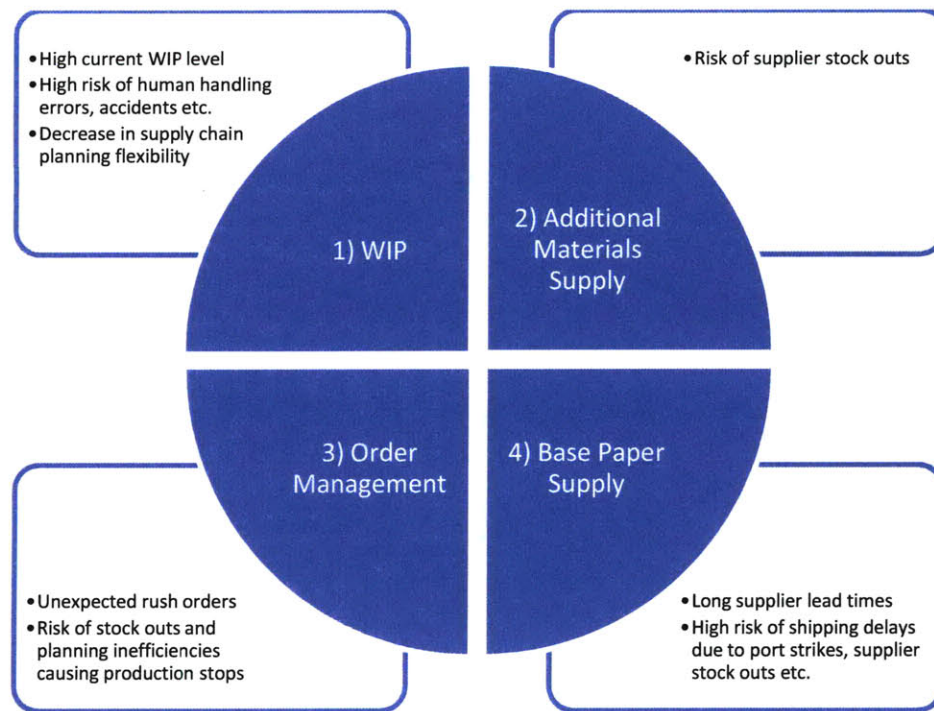 •High current WIP level
•High risk of human handling
errors, accidents etc.
•Decrease in supply chain
planning flexibility
•Risk of supplier stock outs
1) WIP
2) Additional
Materials
Supply
3) Order
Management
4) Base Paper
Supply
•Unexpected rush orders
•Risk of stock outs and
planning inefficiencies
causing production stops
•Long supplier lead times
•High risk of shipping delays
due to port strikes, supplier
stock outs etc.